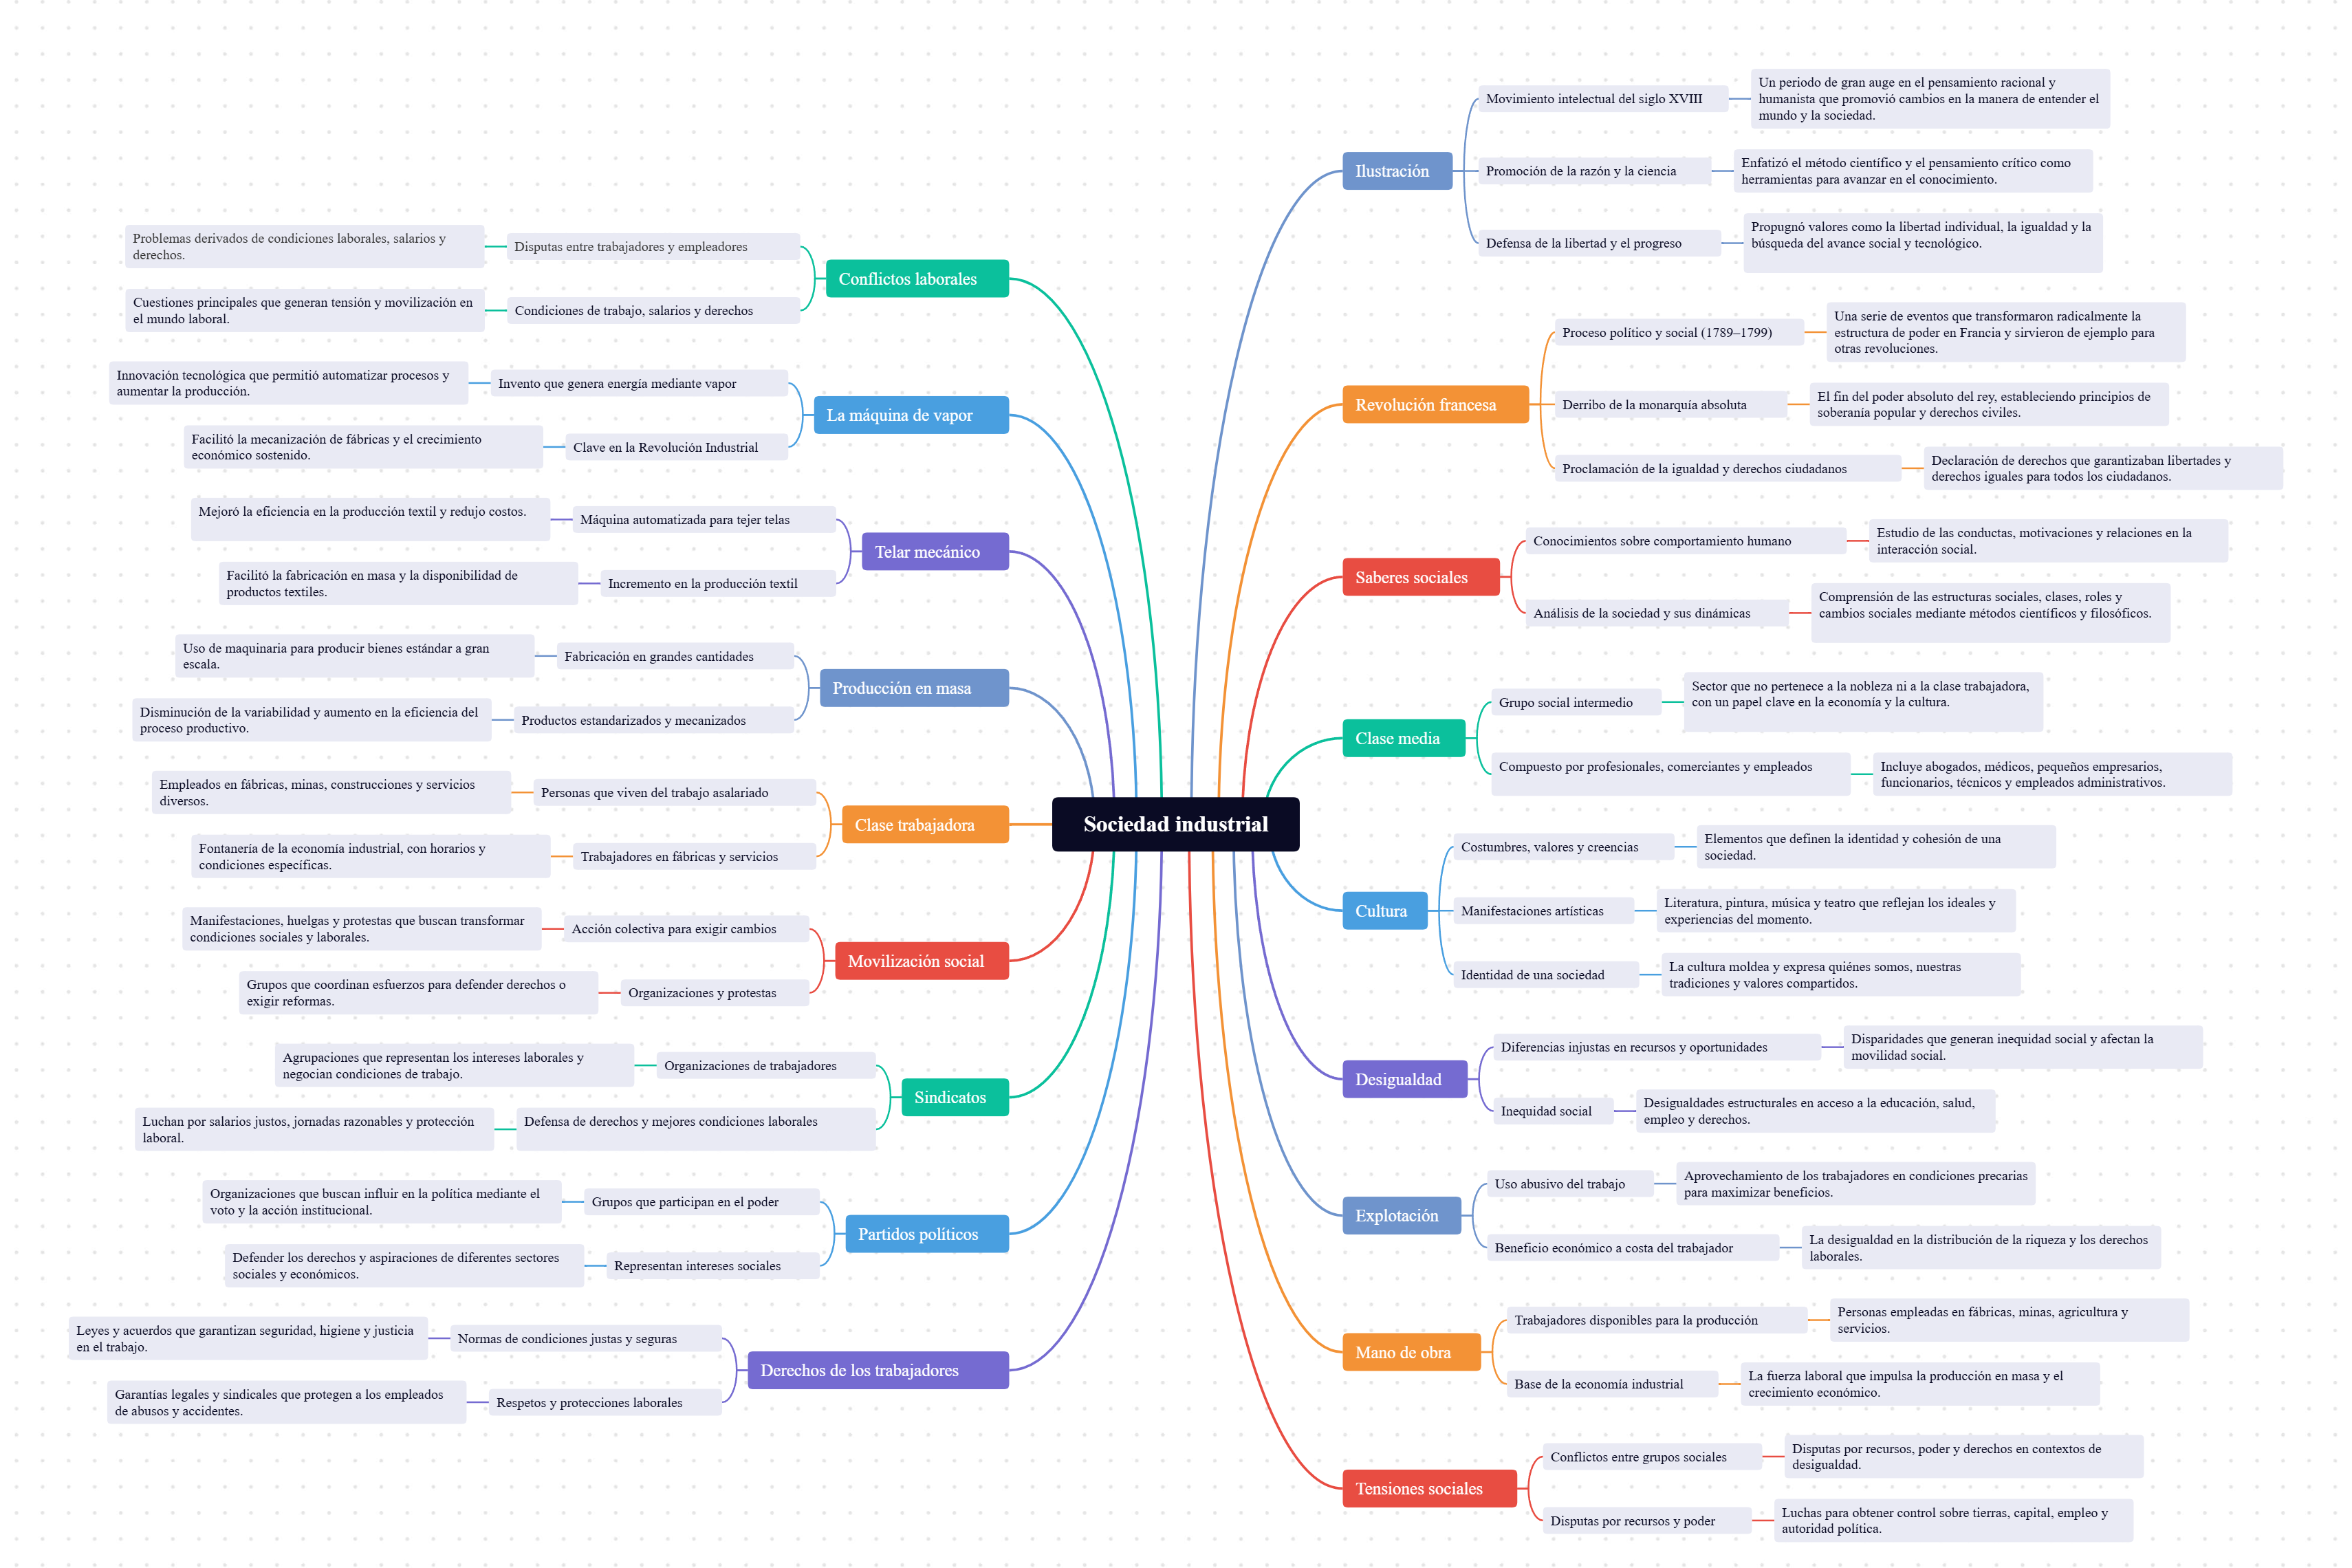 Sociedad industrial
Ilustración
Movimiento intelectual del siglo XVIII
Un periodo de gran auge en el pensamiento racional y
humanista que promovió cambios en la manera de entender el
mundo y la sociedad.
Promoción de la razón y la ciencia
Enfatizó el método científico y el pensamiento crítico como
herramientas para avanzar en el conocimiento.
Defensa de la libertad y el progreso
Propugnó valores como la libertad individual, la igualdad y la
búsqueda del avance social y tecnológico.
Revolución francesa
Proceso político y social (1789–1799)
Una serie de eventos que transformaron radicalmente la
estructura de poder en Francia y sirvieron de ejemplo para
otras revoluciones.
Derribo de la monarquía absoluta
El fin del poder absoluto del rey, estableciendo principios de
soberanía popular y derechos civiles.
Proclamación de la igualdad y derechos ciudadanos
Declaración de derechos que garantizaban libertades y
derechos iguales para todos los ciudadanos.
Saberes sociales
Conocimientos sobre comportamiento humano
Estudio de las conductas, motivaciones y relaciones en la
interacción social.
Análisis de la sociedad y sus dinámicas
Comprensión de las estructuras sociales, clases, roles y
cambios sociales mediante métodos científicos y filosóficos.
Clase media
Grupo social intermedio
Sector que no pertenece a la nobleza ni a la clase trabajadora,
con un papel clave en la economía y la cultura.
Compuesto por profesionales, comerciantes y empleados
Incluye abogados, médicos, pequeños empresarios,
funcionarios, técnicos y empleados administrativos.
Cultura
Costumbres, valores y creencias
Elementos que definen la identidad y cohesión de una
sociedad.
Manifestaciones artísticas
Literatura, pintura, música y teatro que reflejan los ideales y
experiencias del momento.
Identidad de una sociedad
La cultura moldea y expresa quiénes somos, nuestras
tradiciones y valores compartidos.
Desigualdad
Diferencias injustas en recursos y oportunidades
Disparidades que generan inequidad social y afectan la
movilidad social.
Inequidad social
Desigualdades estructurales en acceso a la educación, salud,
empleo y derechos.
Explotación
Uso abusivo del trabajo
Aprovechamiento de los trabajadores en condiciones precarias
para maximizar beneficios.
Beneficio económico a costa del trabajador
La desigualdad en la distribución de la riqueza y los derechos
laborales.
Mano de obra
Trabajadores disponibles para la producción
Personas empleadas en fábricas, minas, agricultura y
servicios.
Base de la economía industrial
La fuerza laboral que impulsa la producción en masa y el
crecimiento económico.
Tensiones sociales
Conflictos entre grupos sociales
Disputas por recursos, poder y derechos en contextos de
desigualdad.
Disputas por recursos y poder
Luchas para obtener control sobre tierras, capital, empleo y
autoridad política.
Conflictos laborales
Disputas entre trabajadores y empleadores
Problemas derivados de condiciones laborales, salarios y
derechos.
Condiciones de trabajo, salarios y derechos
Cuestiones principales que generan tensión y movilización en
el mundo laboral.
La máquina de vapor
Invento que genera energía mediante vapor
Innovación tecnológica que permitió automatizar procesos y
aumentar la producción.
Clave en la Revolución Industrial
Facilitó la mecanización de fábricas y el crecimiento
económico sostenido.
Telar mecánico
Máquina automatizada para tejer telas
Mejoró la eficiencia en la producción textil y redujo costos.
Incremento en la producción textil
Facilitó la fabricación en masa y la disponibilidad de
productos textiles.
Producción en masa
Fabricación en grandes cantidades
Uso de maquinaria para producir bienes estándar a gran
escala.
Productos estandarizados y mecanizados
Disminución de la variabilidad y aumento en la eficiencia del
proceso productivo.
Clase trabajadora
Personas que viven del trabajo asalariado
Empleados en fábricas, minas, construcciones y servicios
diversos.
Trabajadores en fábricas y servicios
Fontanería de la economía industrial, con horarios y
condiciones específicas.
Movilización social
Acción colectiva para exigir cambios
Manifestaciones, huelgas y protestas que buscan transformar
condiciones sociales y laborales.
Organizaciones y protestas
Grupos que coordinan esfuerzos para defender derechos o
exigir reformas.
Sindicatos
Organizaciones de trabajadores
Agrupaciones que representan los intereses laborales y
negocian condiciones de trabajo.
Defensa de derechos y mejores condiciones laborales
Luchan por salarios justos, jornadas razonables y protección
laboral.
Partidos políticos
Grupos que participan en el poder
Organizaciones que buscan influir en la política mediante el
voto y la acción institucional.
Representan intereses sociales
Defender los derechos y aspiraciones de diferentes sectores
sociales y económicos.
Derechos de los trabajadores
Normas de condiciones justas y seguras
Leyes y acuerdos que garantizan seguridad, higiene y justicia
en el trabajo.
Respetos y protecciones laborales
Garantías legales y sindicales que protegen a los empleados
de abusos y accidentes.